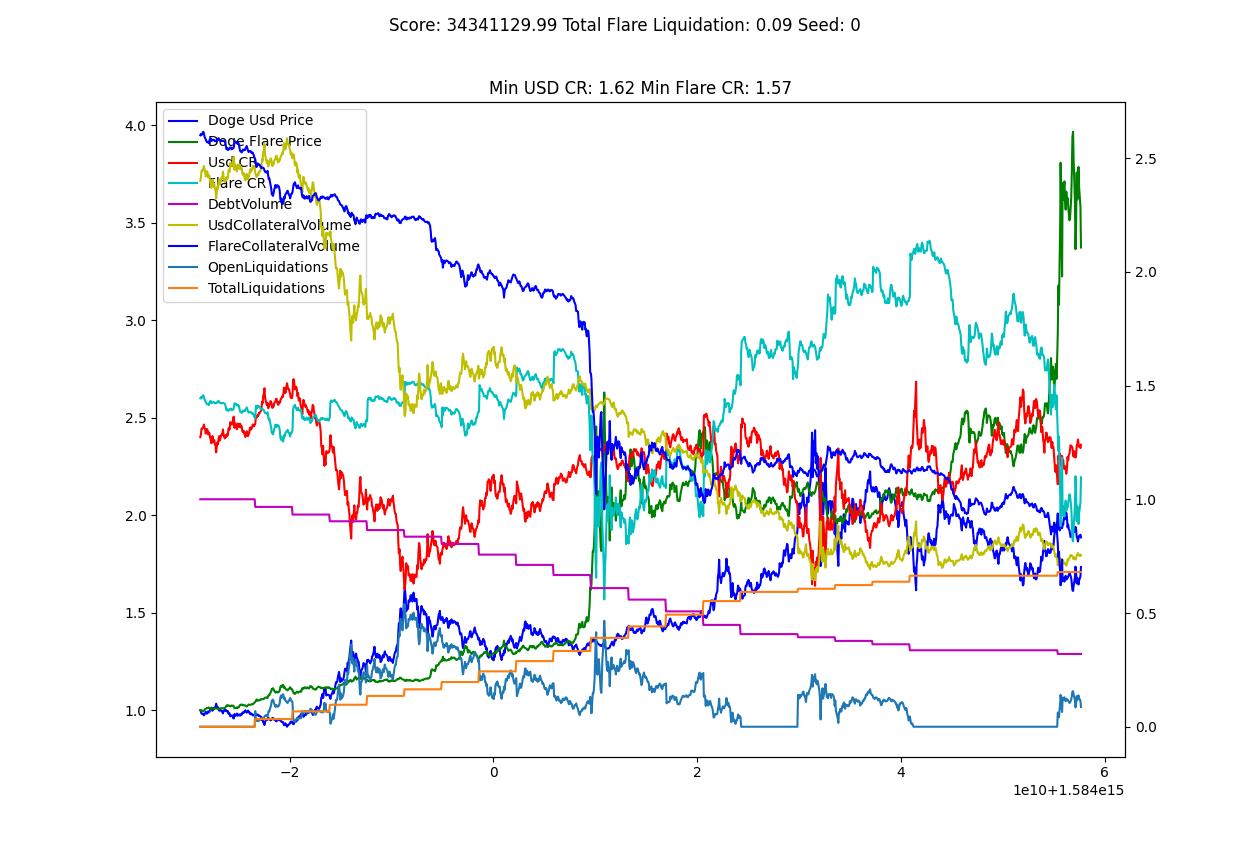 Score: 34341129.99 Total Flare Liquidation: 0.09 Seed: 0
Min USD CR: 1.62 Min Flare CR: 1.57
Doge Usd Price
Doge Flare Price
Usd CR
Flare CR
DebtVolume
UsdCollateralVolume
FlareCollateralVolume
OpenLiquidations
TotalLiquidations
4.0
3.5
3.0
2.5
2.0
1.5
1.0
2.5
2.0
1.5
1.0
0.5
0.0
−2
0
2
4
6
1e10+1.584e15